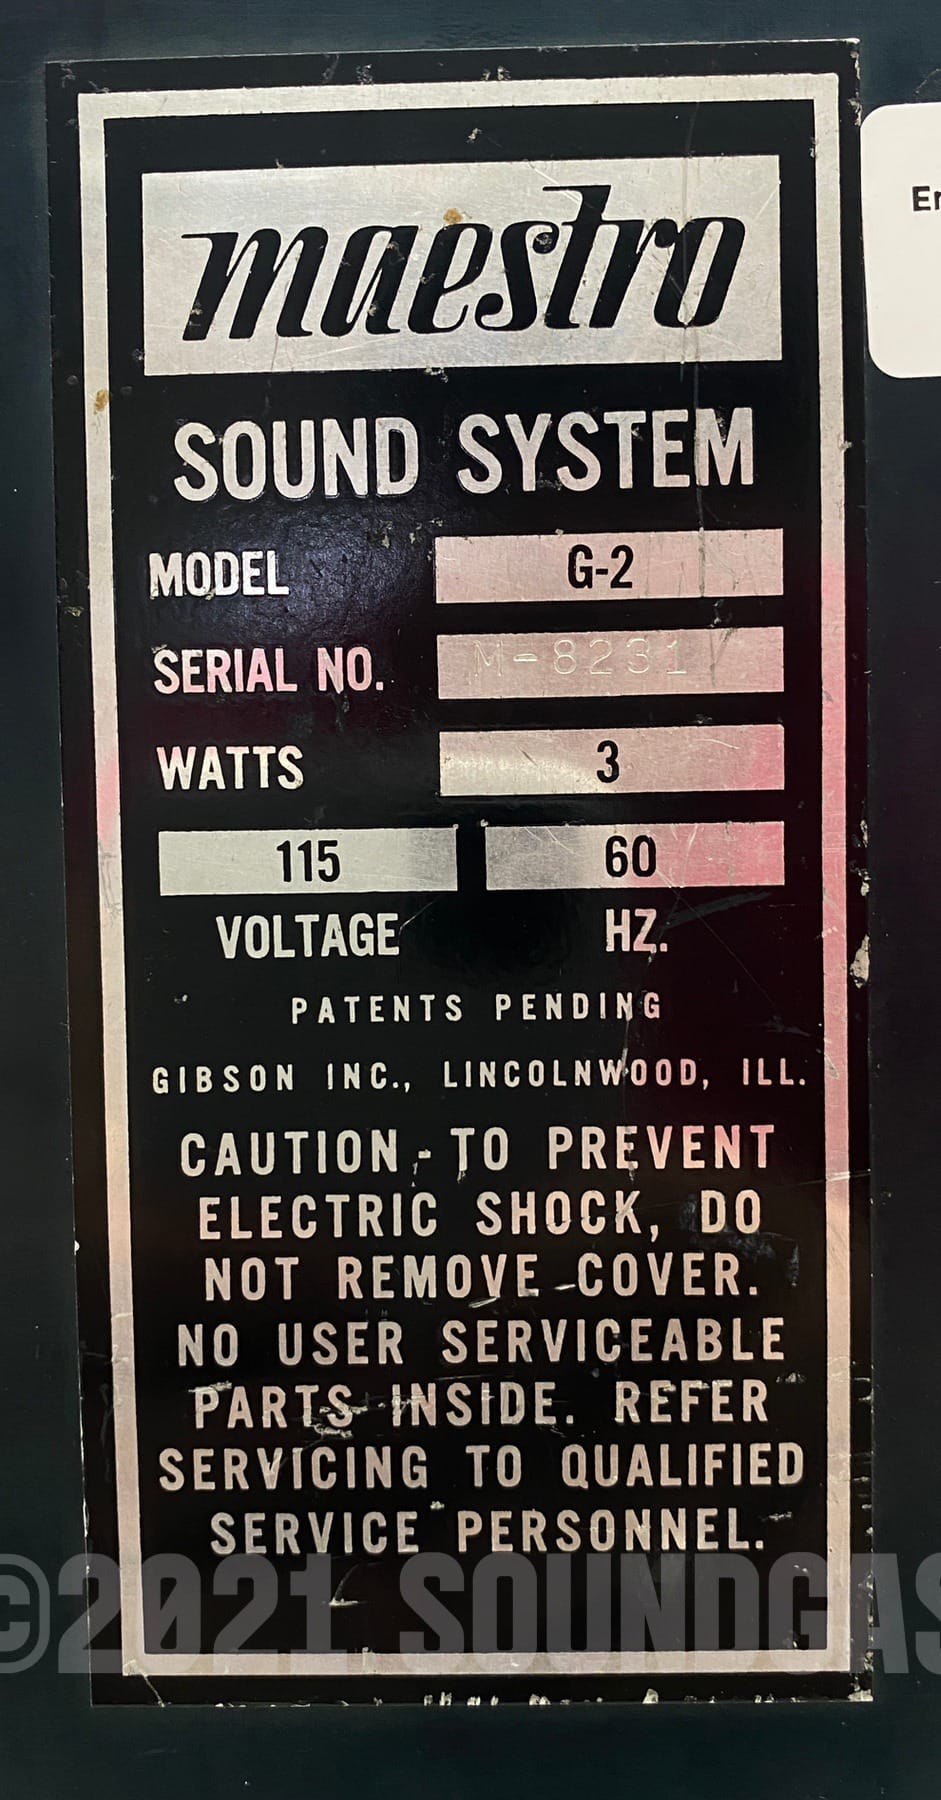 maestro
SOUND SYSTEM
MODEL G-2
SERIAL NO. M-8231
WATTS 3
115 60
VOLTAGE HZ.
PATENTS PENDING
GIBSON INC., LINCOLNWOOD, ILL.
CAUTION - TO PREVENT
ELECTRIC SHOCK, DO
NOT REMOVE COVER.
NO USER SERVICEABLE
PARTS INSIDE. REFER
SERVICING TO QUALIFIED
SERVICE PERSONNEL.
©2021 SOUNDGAS